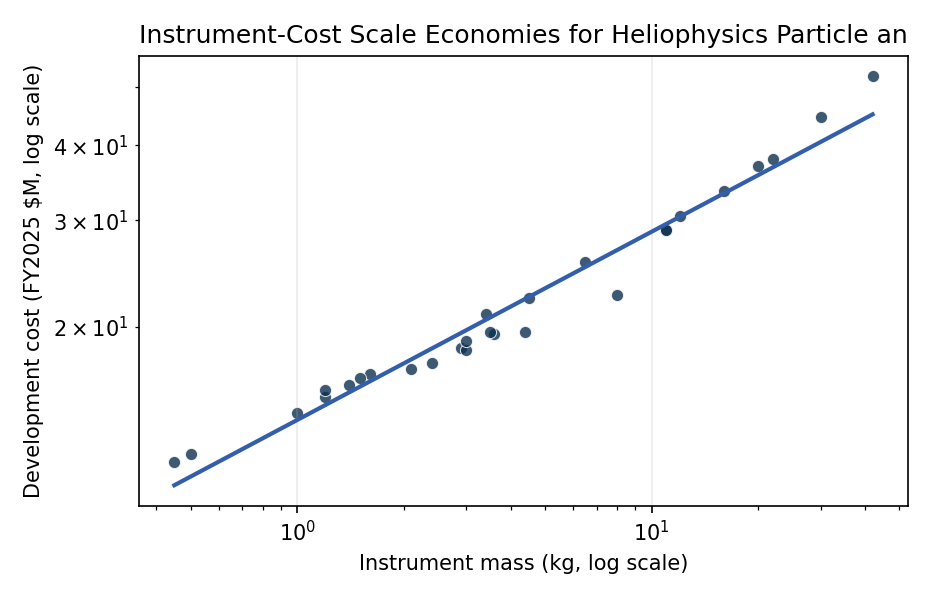 Instrument-Cost Scale Economies for Heliophysics Particle an
Development cost (FY2025 $M, log scale)
4 × 10¹
3 × 10¹
2 × 10¹
10⁰
10¹
Instrument mass (kg, log scale)